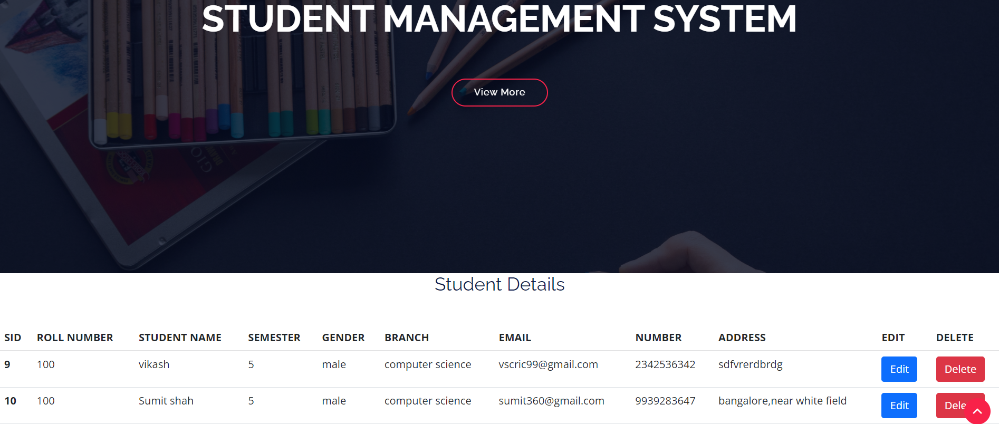 STUDENT MANAGEMENT SYSTEM
View More
GIO
DRAW
Student Details
SID ROLL NUMBER STUDENT NAME SEMESTER GENDER BRANCH EMAIL NUMBER ADDRESS EDIT DELETE
9 100 vikash 5 male computer science vscric99@gmail.com 2342536342 sdfvrerdbrdg Edit Delete
10 100 Sumit shah 5 male computer science sumit360@gmail.com 9939283647 bangalore,near white field Edit Dele